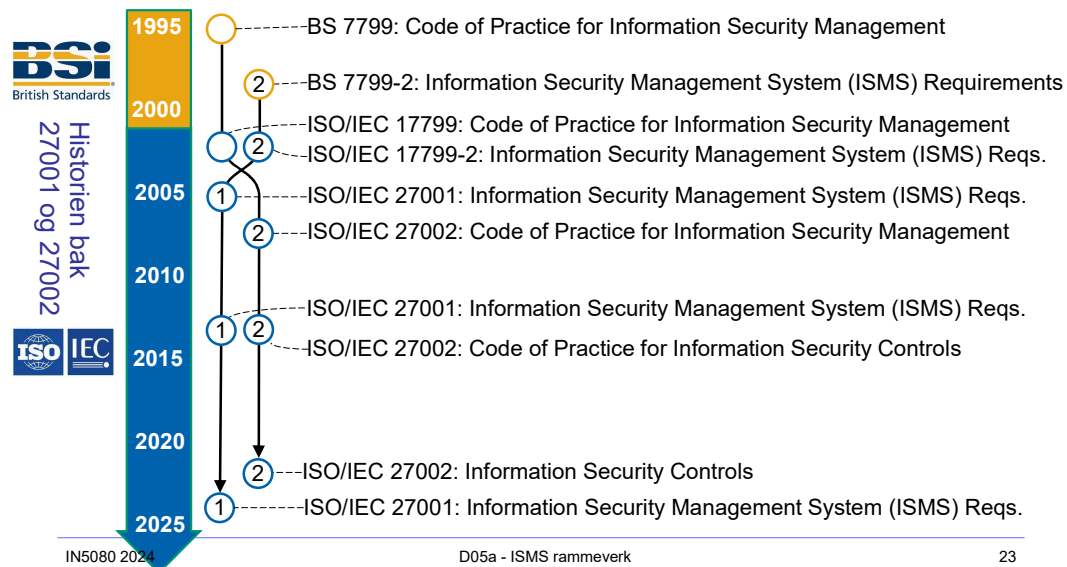 1995
BS 7799: Code of Practice for Information Security Management
BSi
British Standards
2
BS 7799-2: Information Security Management System (ISMS) Requirements
2000
ISO/IEC 17799: Code of Practice for Information Security Management
2
ISO/IEC 17799-2: Information Security Management System (ISMS) Reqs.
Historien bak
27001 og 27002
2005
1
ISO/IEC 27001: Information Security Management System (ISMS) Reqs.
2
ISO/IEC 27002: Code of Practice for Information Security Management
2010
ISO/IEC 27001: Information Security Management System (ISMS) Reqs.
1
2
ISO/IEC 27002: Code of Practice for Information Security Controls
ISO
IEC
2015
2020
2
ISO/IEC 27002: Information Security Controls
1
ISO/IEC 27001: Information Security Management System (ISMS) Reqs.
2025
IN5080 2024
D05a - ISMS rammeverk
23